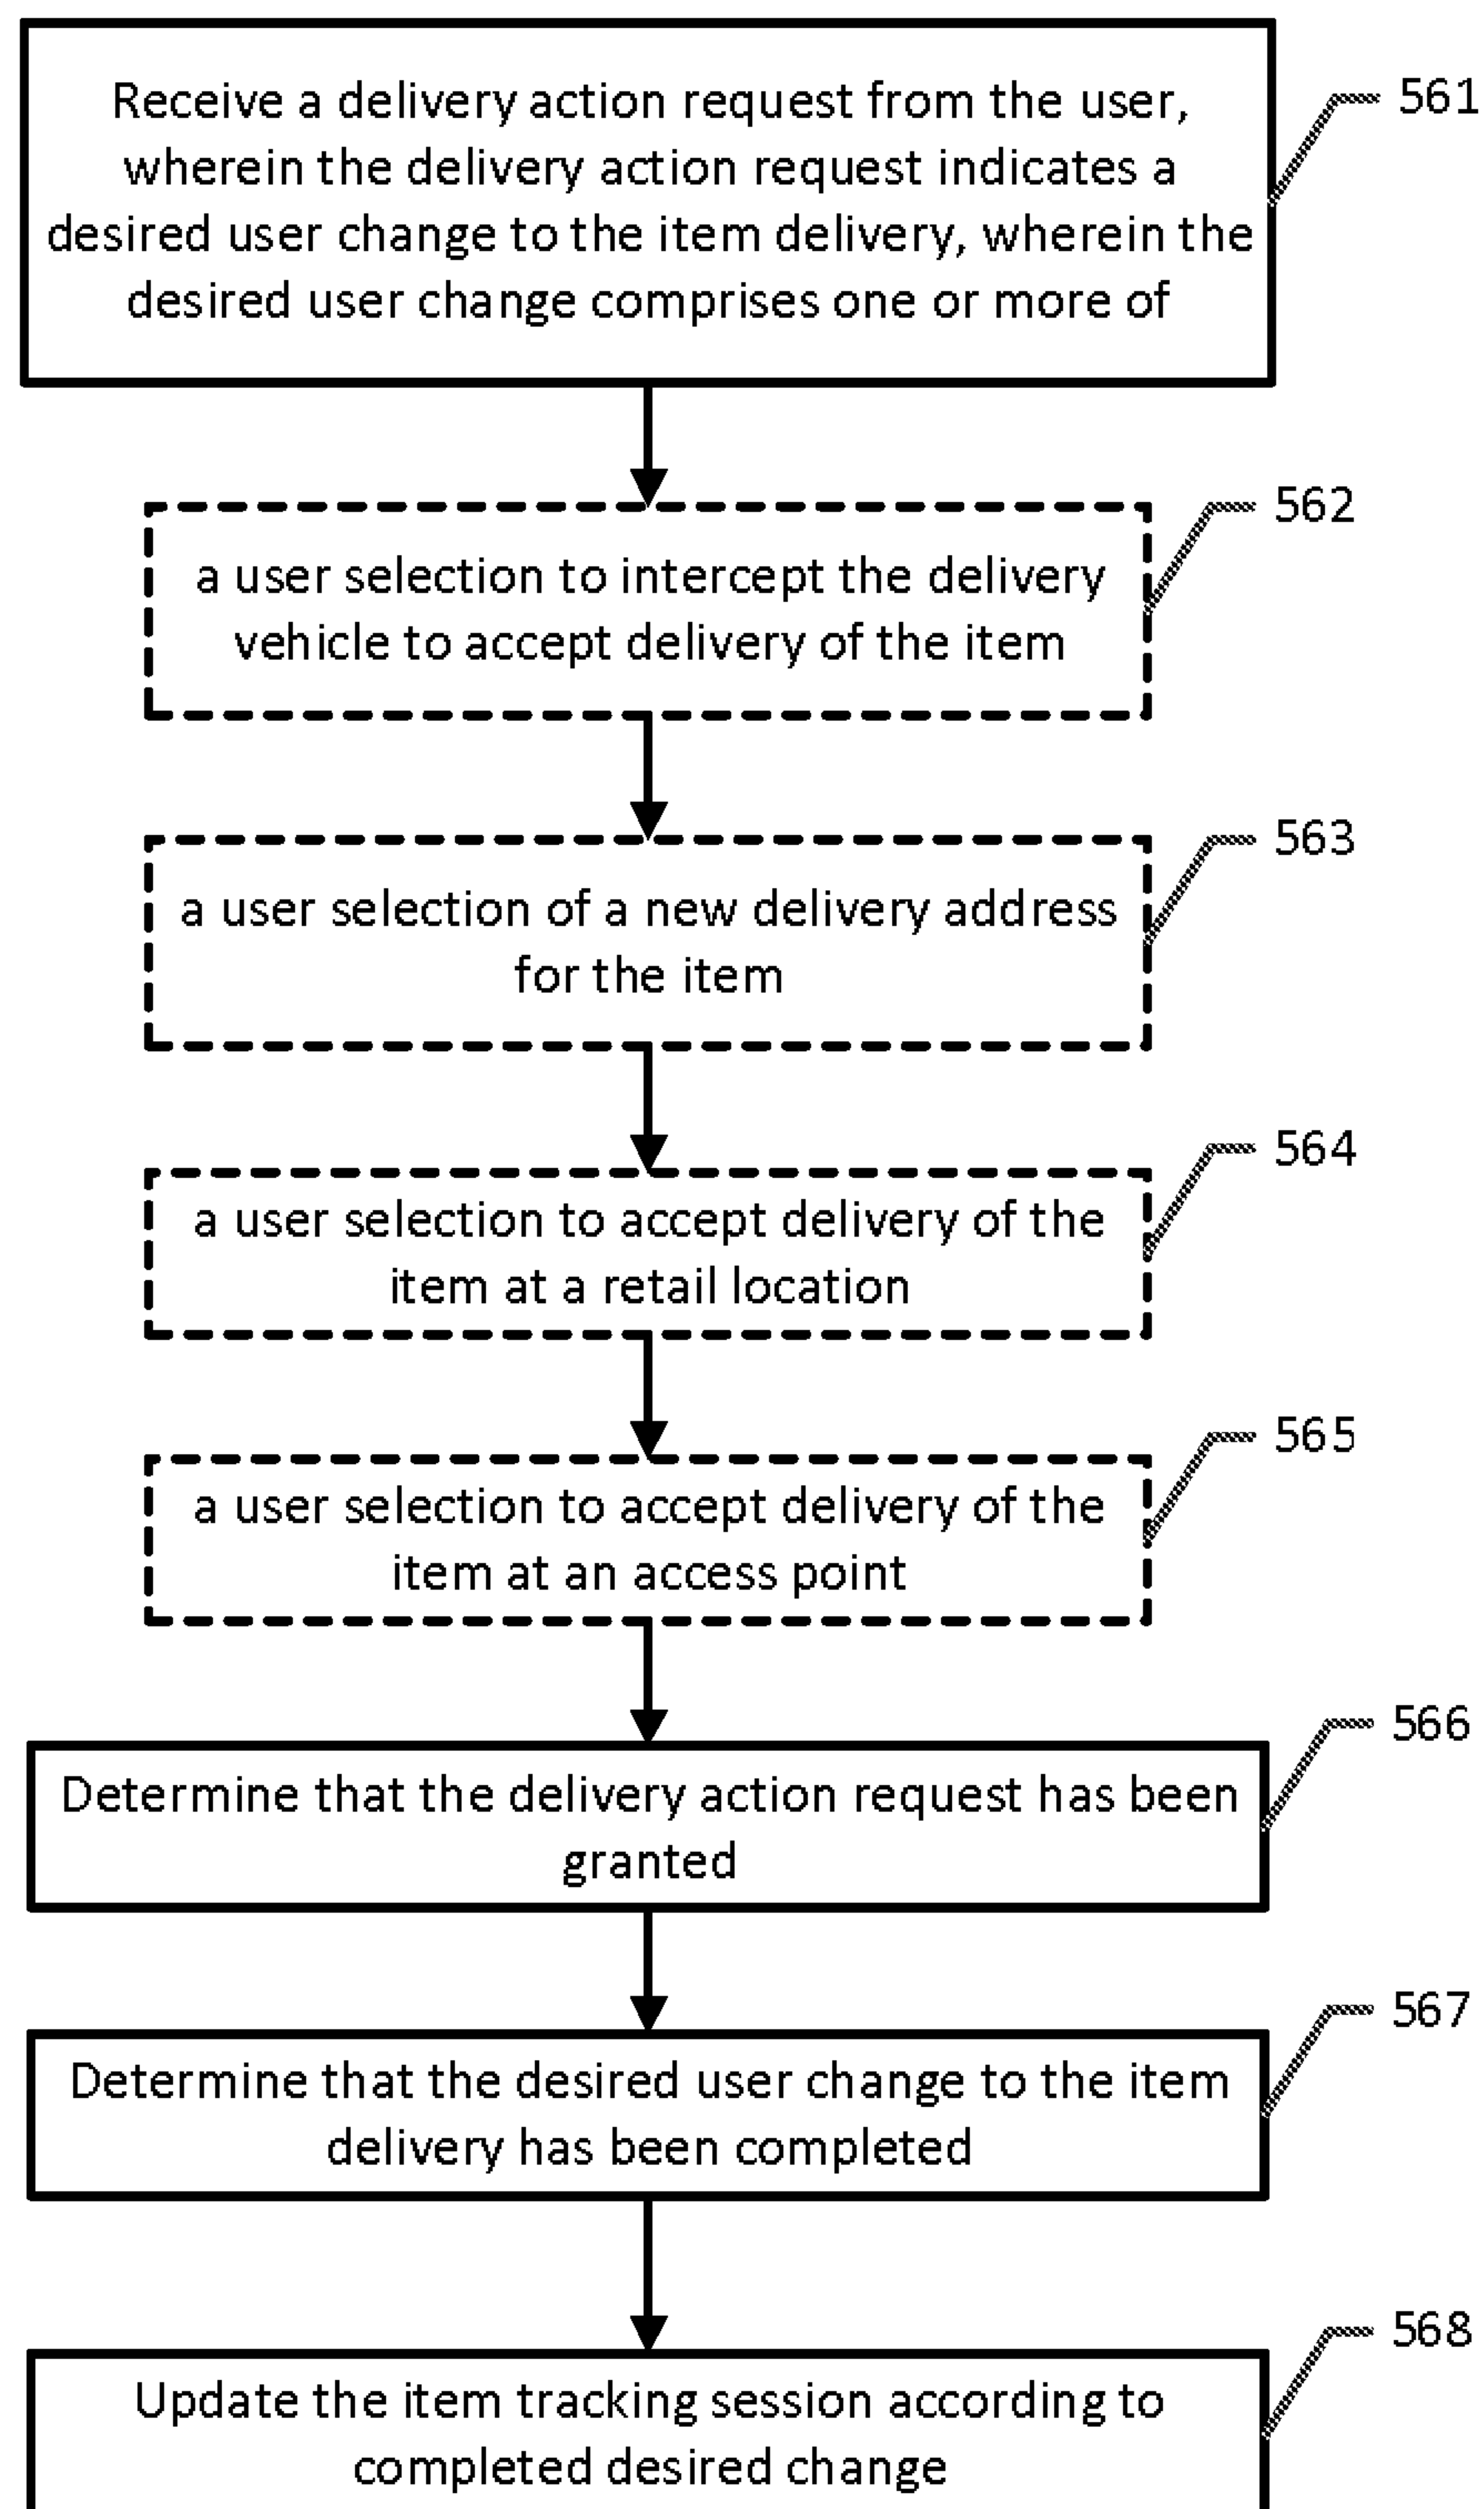 Receive a delivery action request from the user,
wherein the delivery action request indicates a
desired user change to the item delivery, wherein the
desired user change comprises one or more of
561
562
a user selection to intercept the delivery
vehicle to accept delivery of the item
563
a user selection of a new delivery address
for the item
564
a user selection to accept delivery of the
item at a retail location
565
a user selection to accept delivery of the
item at an access point
566
Determine that the delivery action request has been
granted
567
Determine that the desired user change to the item
delivery has been completed
568
Update the item tracking session according to
completed desired change